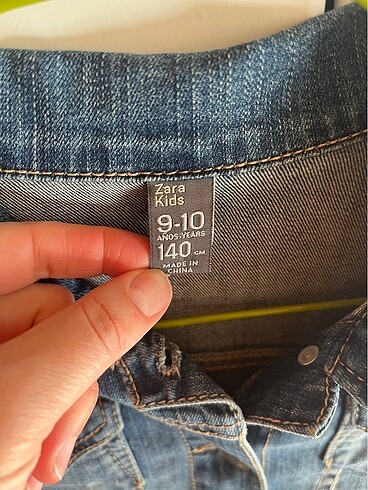 Zara
Kids
9-10
AÑOS-YEARS
140 CM
MADE IN
CHINA